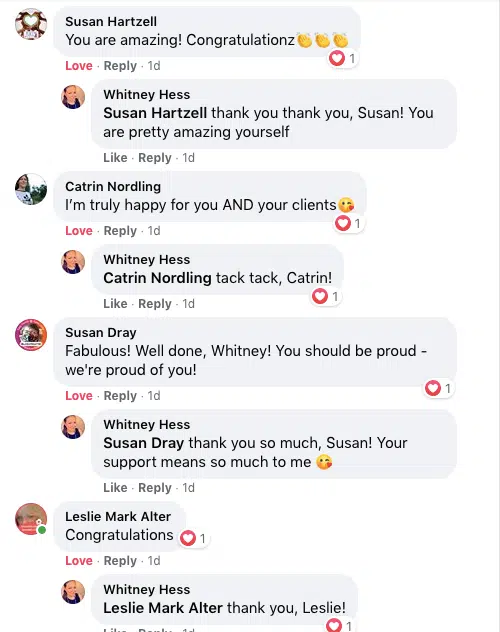 Susan Hartzell
You are amazing! Congratulationz👏👏👏
1
Love · Reply · 1d
Whitney Hess
Susan Hartzell thank you thank you, Susan! You
are pretty amazing yourself
Like · Reply · 1d
Catrin Nordling
I'm truly happy for you AND your clients😘
1
Love · Reply · 1d
Whitney Hess
Catrin Nordling tack tack, Catrin!
1
Like · Reply · 1d
Susan Dray
Fabulous! Well done, Whitney! You should be proud -
we're proud of you!
1
Love · Reply · 1d
Whitney Hess
Susan Dray thank you so much, Susan! Your
support means so much to me 😘
Like · Reply · 1d
Leslie Mark Alter
Congratulations
1
Love · Reply · 1d
Whitney Hess
Leslie Mark Alter thank you, Leslie!
1
Like · Reply · 1d